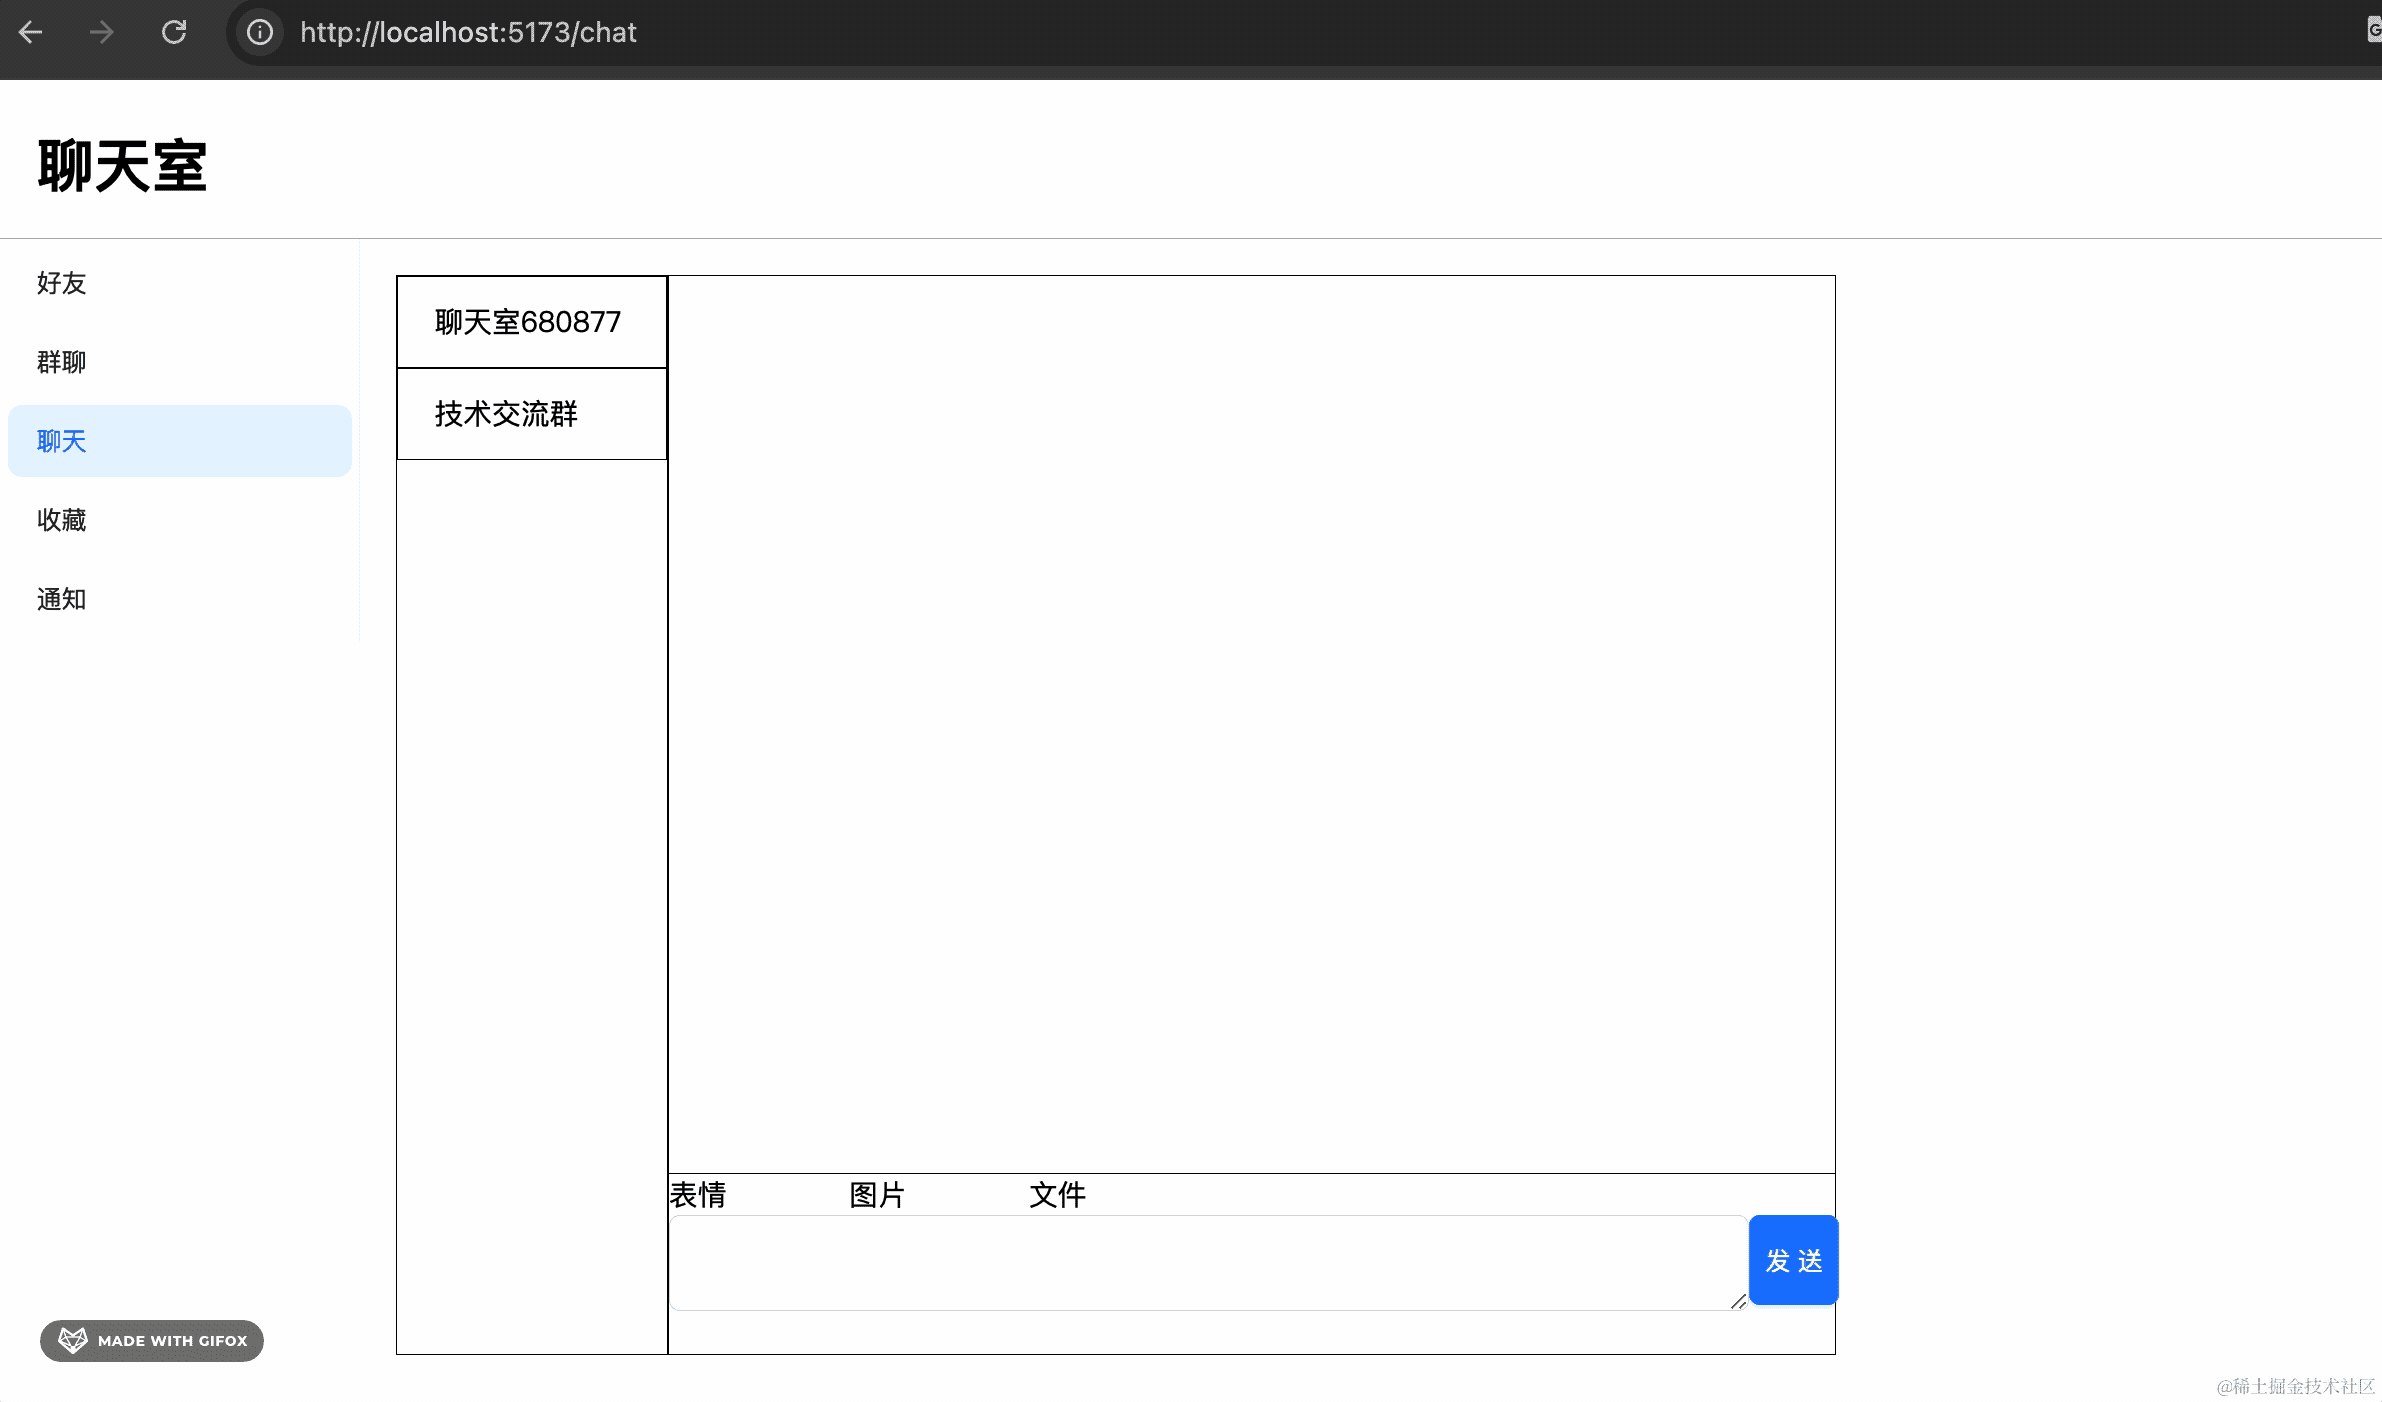 http://localhost:5173/chat
聊天室
好友
群聊
聊天
收藏
通知
聊天室680877
技术交流群
表情 图片 文件
发 送
MADE WITH GIFOX
@稀土掘金技术社区